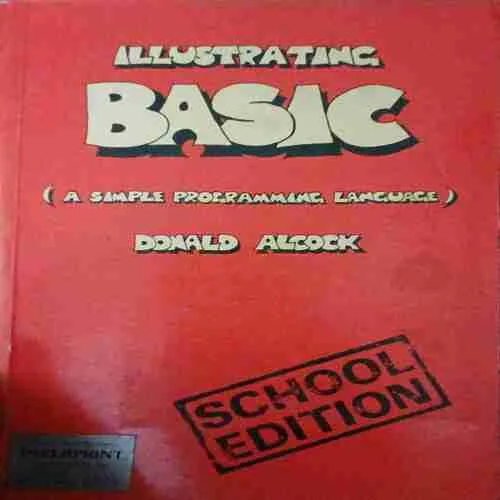 ILLUSTRATING
BASIC
( A SIMPLE PROGRAMMING LANGUAGE )
DONALD ALCOCK
SCHOOL
EDITION